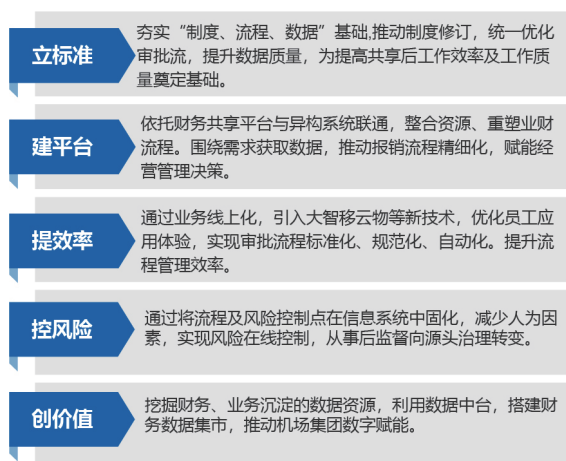 立标准
夯实“制度、流程、数据”基础,推动制度修订，统一优化
审批流，提升数据质量，为提高共享后工作效率及工作质
量奠定基础。
建平台
依托财务共享平台与异构系统联通，整合资源、重塑业财
流程。围绕需求获取数据，推动报销流程精细化，赋能经
营管理决策。
提效率
通过业务线上化，引入大智移云物等新技术，优化员工应
用体验，实现审批流程标准化、规范化、自动化。提升流
程管理效率。
控风险
通过将流程及风险控制点在信息系统中固化，减少人为因
素，实现风险在线控制，从事后监督向源头治理转变。
创价值
挖掘财务、业务沉淀的数据资源，利用数据中台，搭建财
务数据集市，推动机场集团数字赋能。